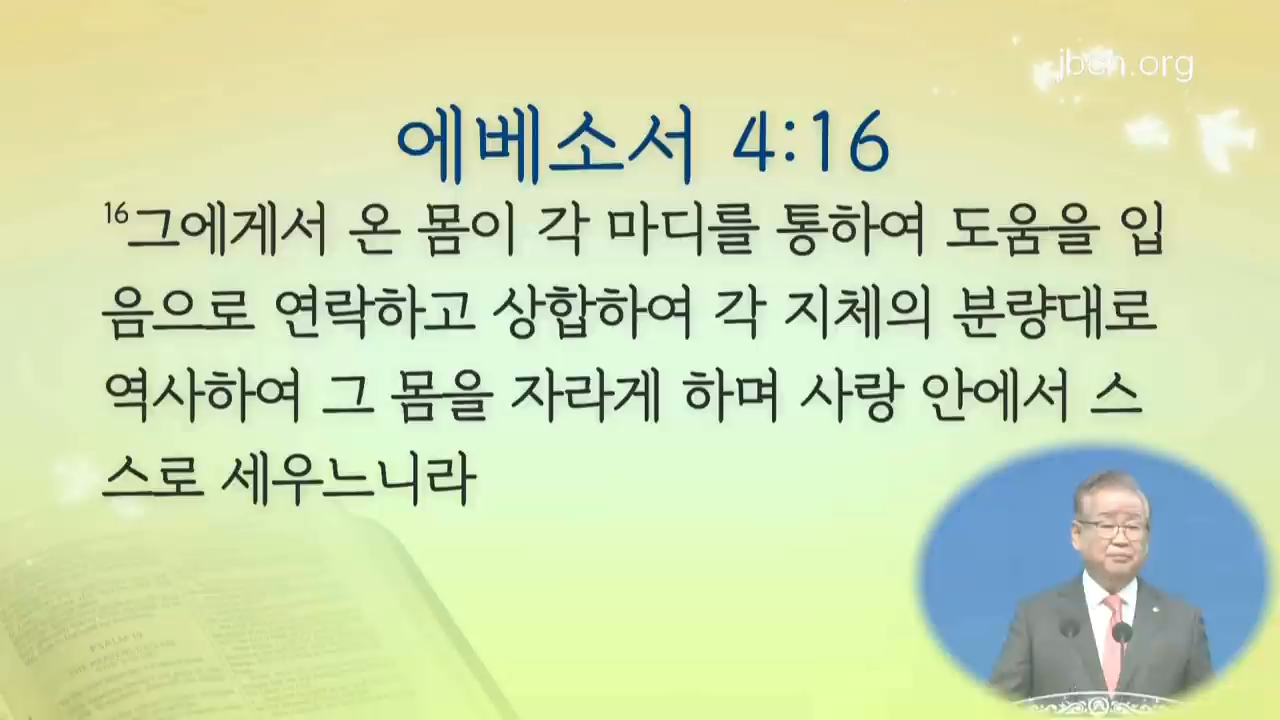 jbch.org
에베소서 4:16
16그에게서 온 몸이 각 마디를 통하여 도움을 입
음으로 연락하고 상합하여 각 지체의 분량대로
역사하여 그 몸을 자라게 하며 사랑 안에서 스
스로 세우느니라
PSALM 19